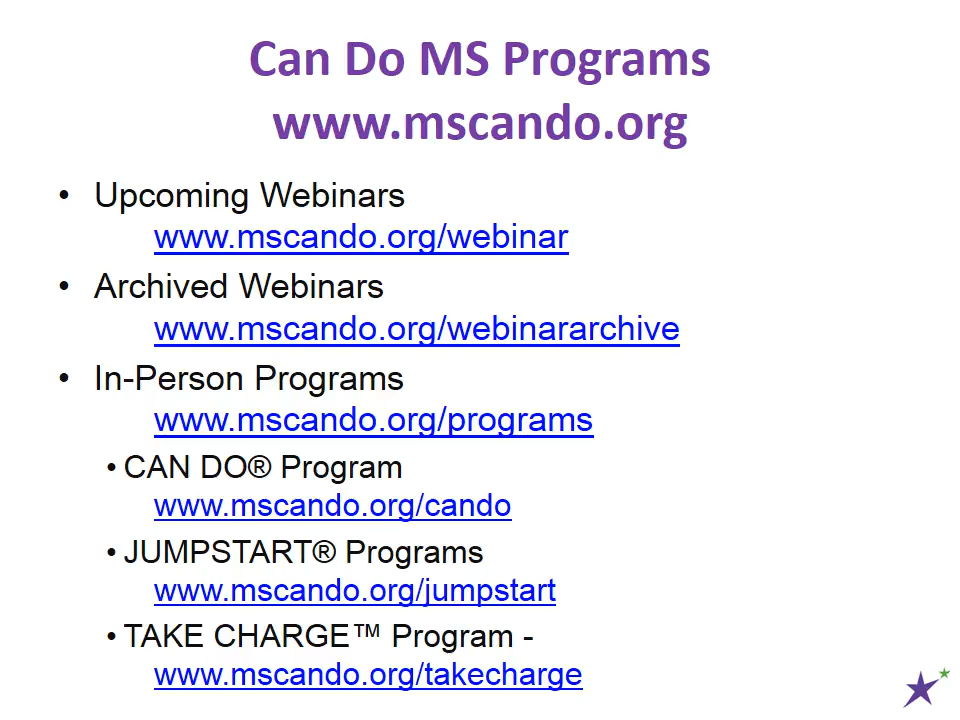 Can Do MS Programs
www.mscando.org
• Upcoming Webinars
www.mscando.org/webinar
• Archived Webinars
www.mscando.org/webinararchive
• In-Person Programs
www.mscando.org/programs
• CAN DO® Program
www.mscando.org/cando
• JUMPSTART® Programs
www.mscando.org/jumpstart
• TAKE CHARGE™ Program -
www.mscando.org/takecharge